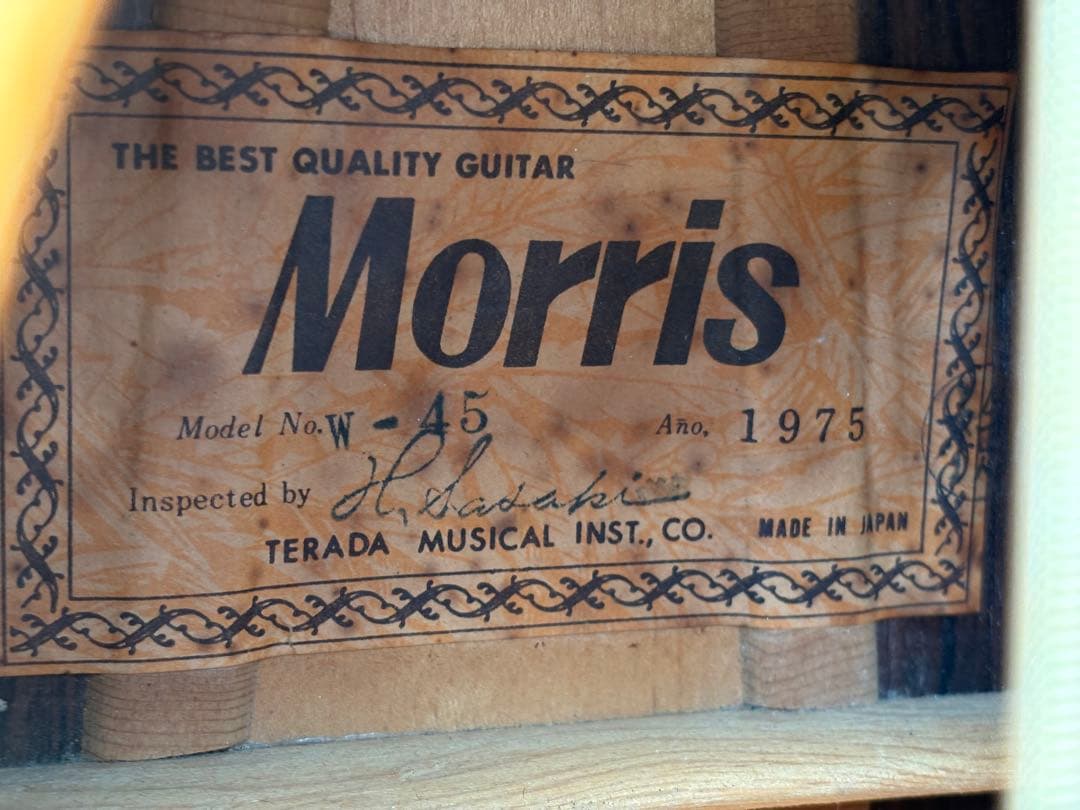 THE BEST QUALITY GUITAR
Morris
Model No. W-45 Año, 1975
Inspected by H. Sasaki
TERADA MUSICAL INST., CO. MADE IN JAPAN